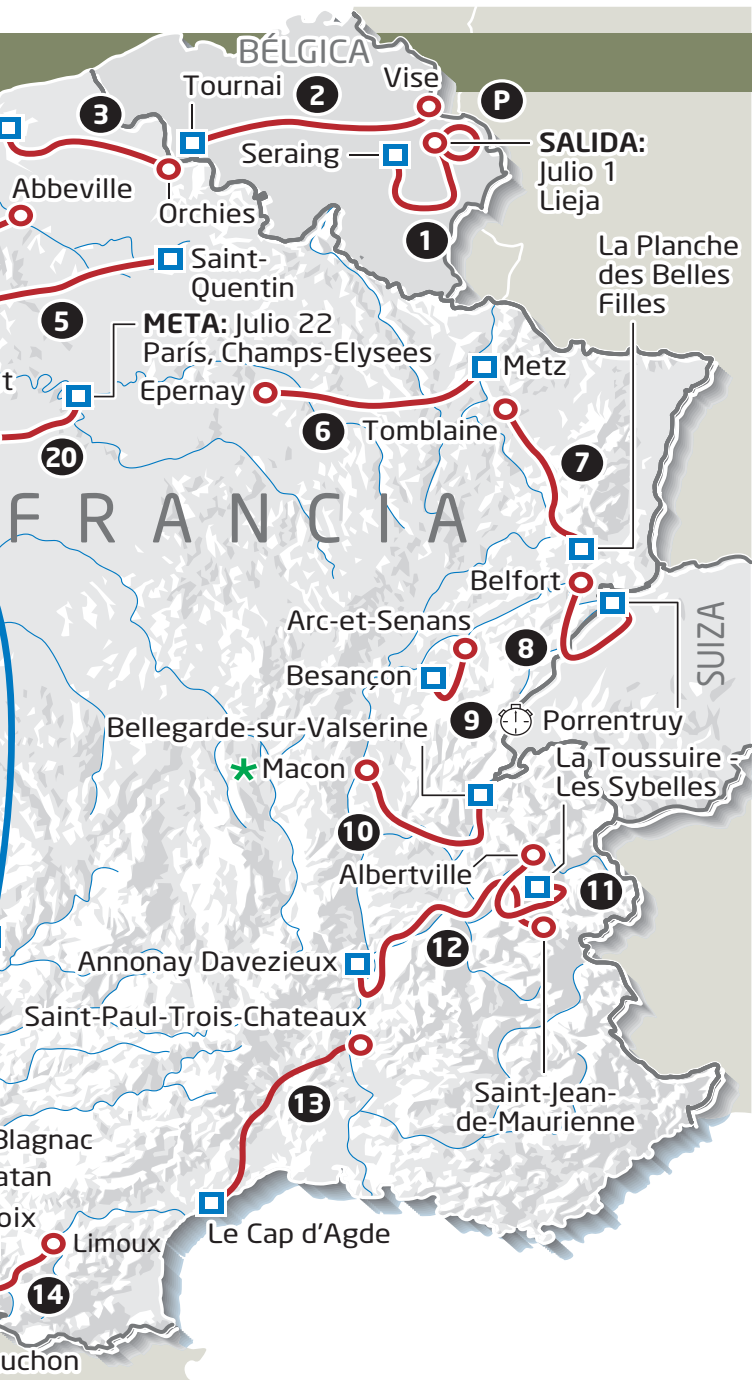 BÉLGICA
Tournai
2
Vise
P
3
Seraing
SALIDA:
Julio 1
Lieja
Abbeville
Orchies
1
La Planche
des Belles
Filles
Saint-
Quentin
5
META: Julio 22
París, Champs-Elysees
t
Epernay
Metz
6
Tomblaine
7
20
FRANCIA
Belfort
SUIZA
Arc-et-Senans
8
Besançon
9
Porrentruy
Bellegarde-sur-Valserine
La Toussuire -
Les Sybelles
* Macon
10
Albertville
11
12
Annonay Davezieux
Saint-Paul-Trois-Chateaux
13
Saint-Jean-
de-Maurienne
Blagnac
atan
oix
Limoux
Le Cap d'Agde
14
uchon